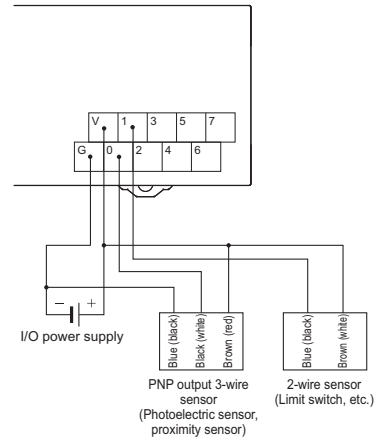 V 1 3 5 7
G 0 2 4 6
− +
I/O power supply
Blue (black)
Black (white)
Brown (red)
Blue (black)
Brown (white)
PNP output 3-wire
sensor
(Photoelectric sensor,
proximity sensor)
2-wire sensor
(Limit switch, etc.)